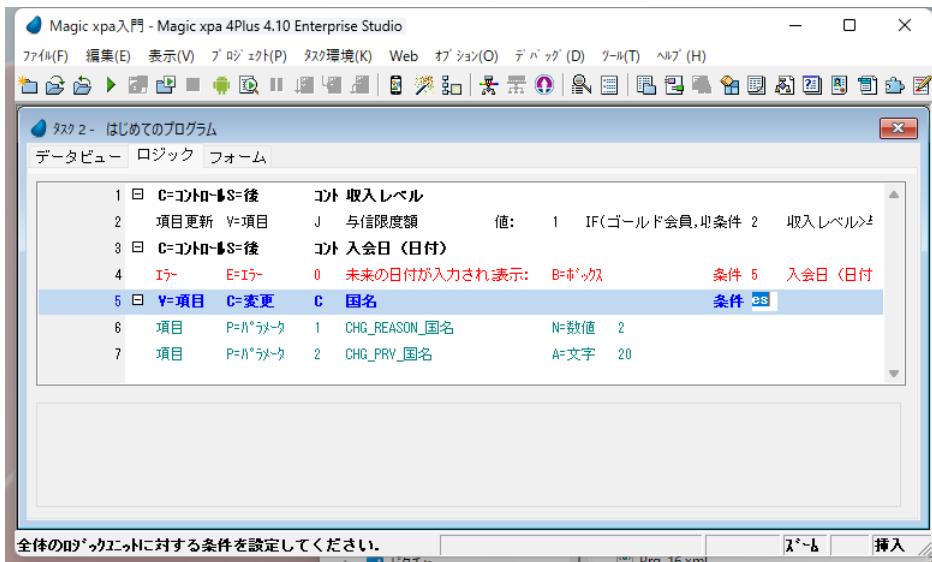 Magic xpa入門 - Magic xpa 4Plus 4.10 Enterprise Studio
ﾌｧｲﾙ(F) 編集(E) 表示(V) ﾌﾟﾛｼﾞｪｸﾄ(P) ﾀｽｸ環境(K) Web ｵﾌﾟｼｮﾝ(O) ﾃﾞﾊﾞｯｸﾞ(D) ﾂｰﾙ(T) ﾍﾙﾌﾟ(H)
ﾀｽｸ 2 - はじめてのプログラム
データビュー ロジック フォーム
1 C=ｺﾝﾄﾛｰﾙ S=後 ｺﾝﾄ 収入レベル
2 項目更新 V=項目 J 与信限度額 値: 1 IF(ゴールド会員,収 条件 2 収入レベル>
3 C=ｺﾝﾄﾛｰﾙ S=後 ｺﾝﾄ 入会日（日付）
4 ｴﾗｰ E=ｴﾗｰ 0 未来の日付が入力され 表示: B=ﾎﾞｯｸｽ 条件 5 入会日（日付
5 V=項目 C=変更 C 国名 条件 es
6 項目 P=ﾊﾟﾗﾒｰﾀ 1 CHG_REASON_国名 N=数値 2
7 項目 P=ﾊﾟﾗﾒｰﾀ 2 CHG_PRV_国名 A=文字 20
全体のﾛｼﾞｯｸﾕﾆｯﾄに対する条件を設定してください. ｽﾞｰﾑ 挿入